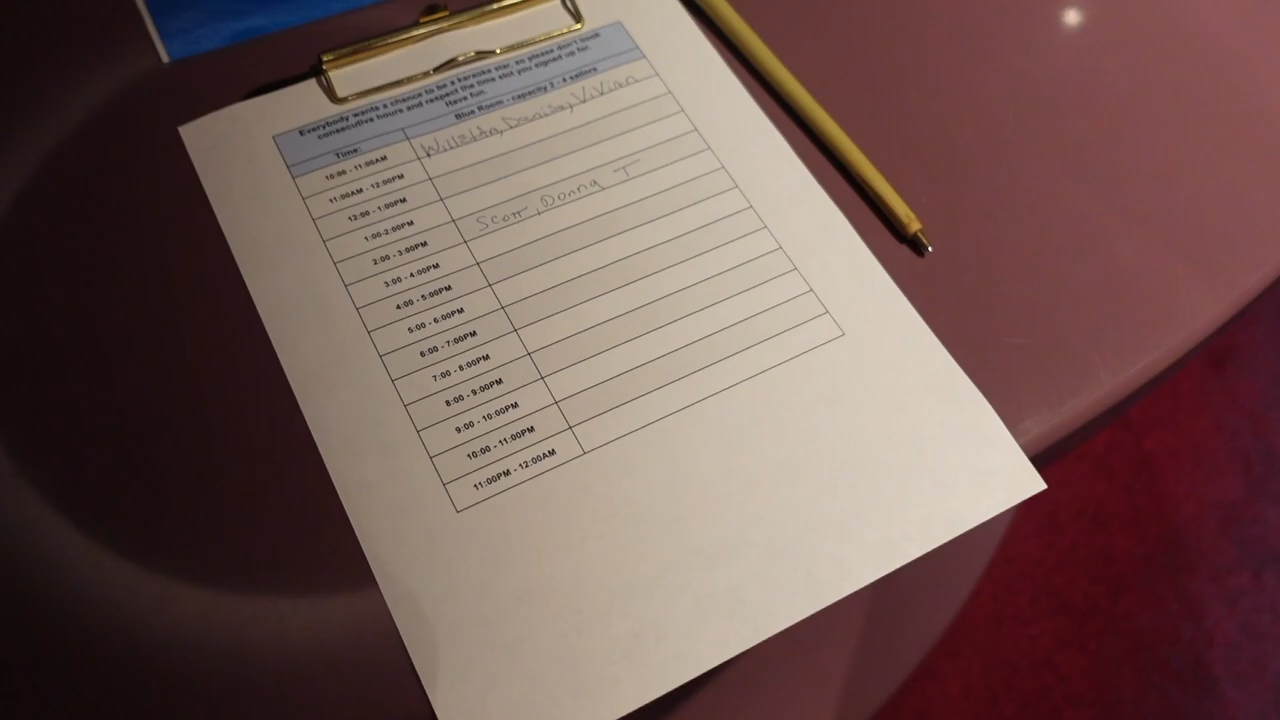 Everybody wants a chance to be a karaoke star, so please don't book
consecutive hours and respect the time slot you signed up for.
Have fun.
Time: Blue Room - capacity 2 - 4 sailors
10:00 - 11:00AM Vivian
11:00AM - 12:00PM
12:00 - 1:00PM
1:00-2:00PM
2:00 - 3:00PM Scott, Donna T
3:00 - 4:00PM
4:00 - 5:00PM
5:00 - 6:00PM
6:00 - 7:00PM
7:00 - 8:00PM
8:00 - 9:00PM
9:00 - 10:00PM
10:00 - 11:00PM
11:00PM - 12:00AM